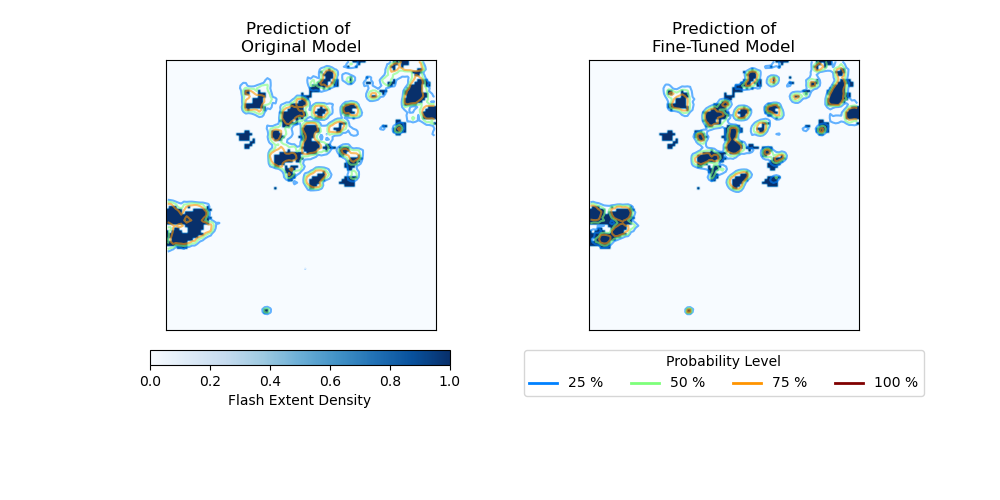 Prediction of
Original Model
Prediction of
Fine-Tuned Model
0.0 0.2 0.4 0.6 0.8 1.0
Flash Extent Density
Probability Level
25 % 50 % 75 % 100 %